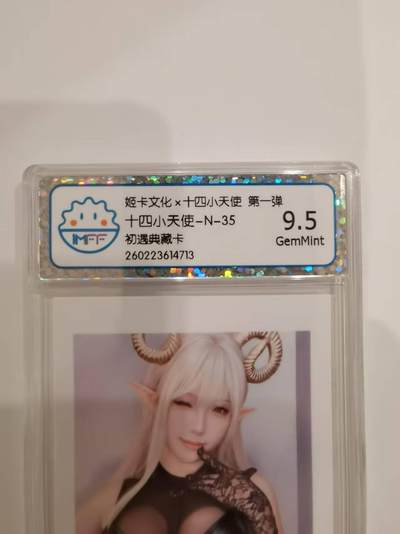 姬卡文化×十四小天使 第一弹
十四小天使-N-35
初遇典藏卡
260223614713
9.5
GemMint
IMFF